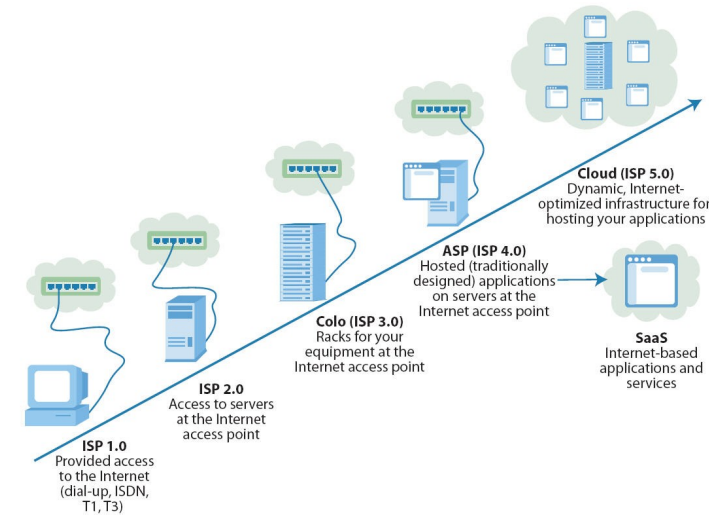 ISP 1.0
Provided access
to the Internet
(dial-up, ISDN,
T1, T3)
ISP 2.0
Access to servers
at the Internet
access point
Colo (ISP 3.0)
Racks for your
equipment at the
Internet access point
ASP (ISP 4.0)
Hosted (traditionally
designed) applications
on servers at the
Internet access point
Cloud (ISP 5.0)
Dynamic, Internet-
optimized infrastructure for
hosting your applications
SaaS
Internet-based
applications and
services